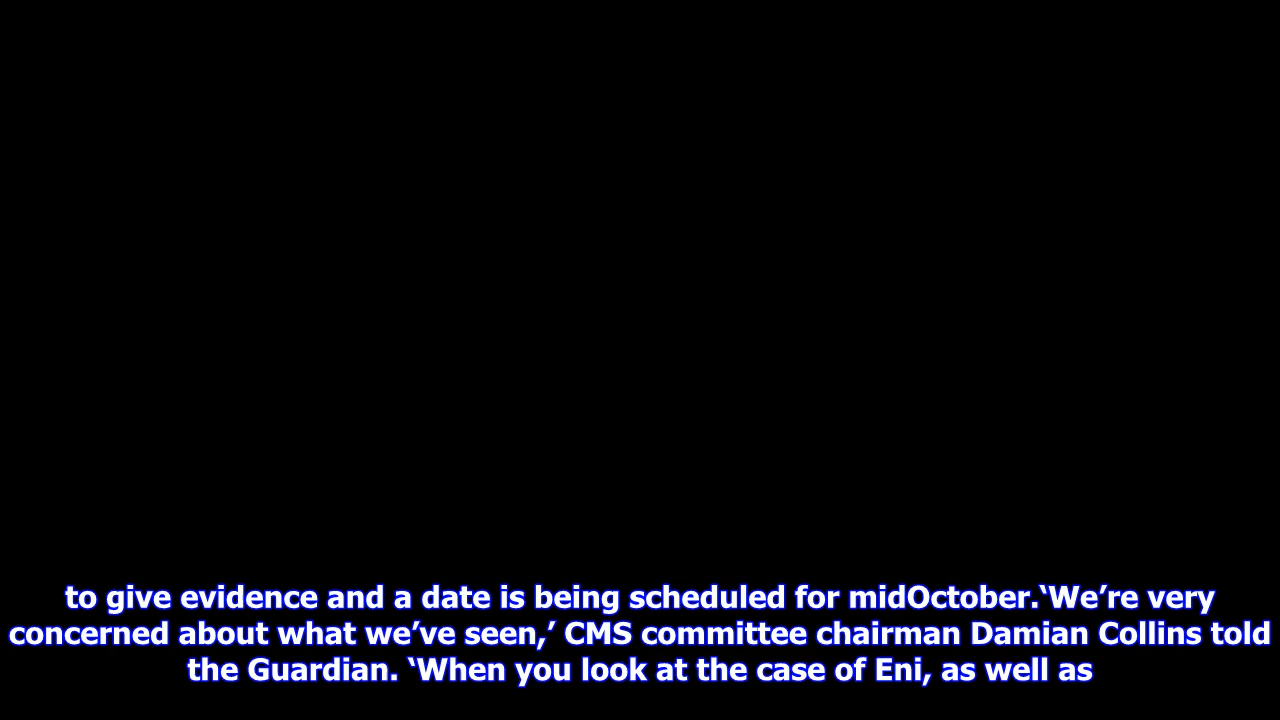 to give evidence and a date is being scheduled for midOctober.‘We’re very
concerned about what we’ve seen,’ CMS committee chairman Damian Collins told
the Guardian. ‘When you look at the case of Eni, as well as